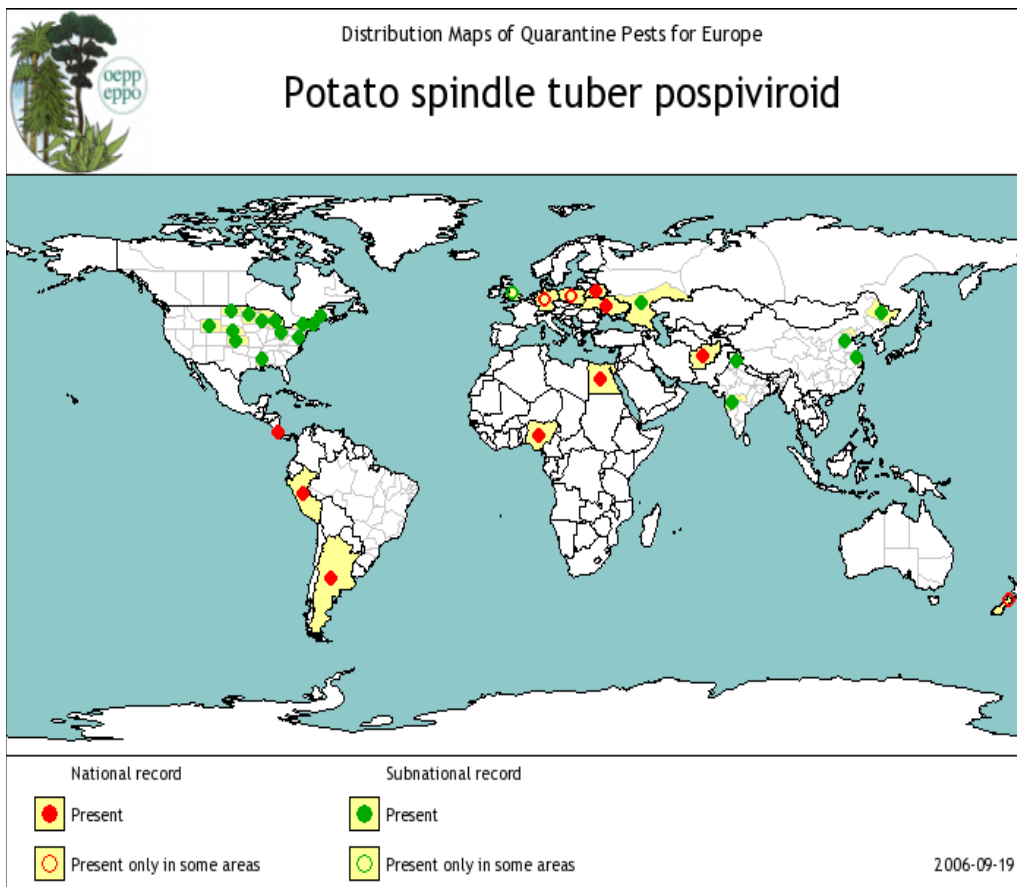 oepp
eppo
Distribution Maps of Quarantine Pests for Europe
Potato spindle tuber pospiviroid
National record
Subnational record
Present
Present
Present only in some areas
Present only in some areas
2006-09-19